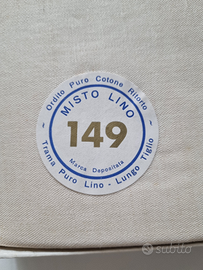 ~ Ordito Puro Cotone Ritorto ~
MISTO LINO
149
Marca Depositata
Trama Puro Lino - Lungo Tiglio
subito